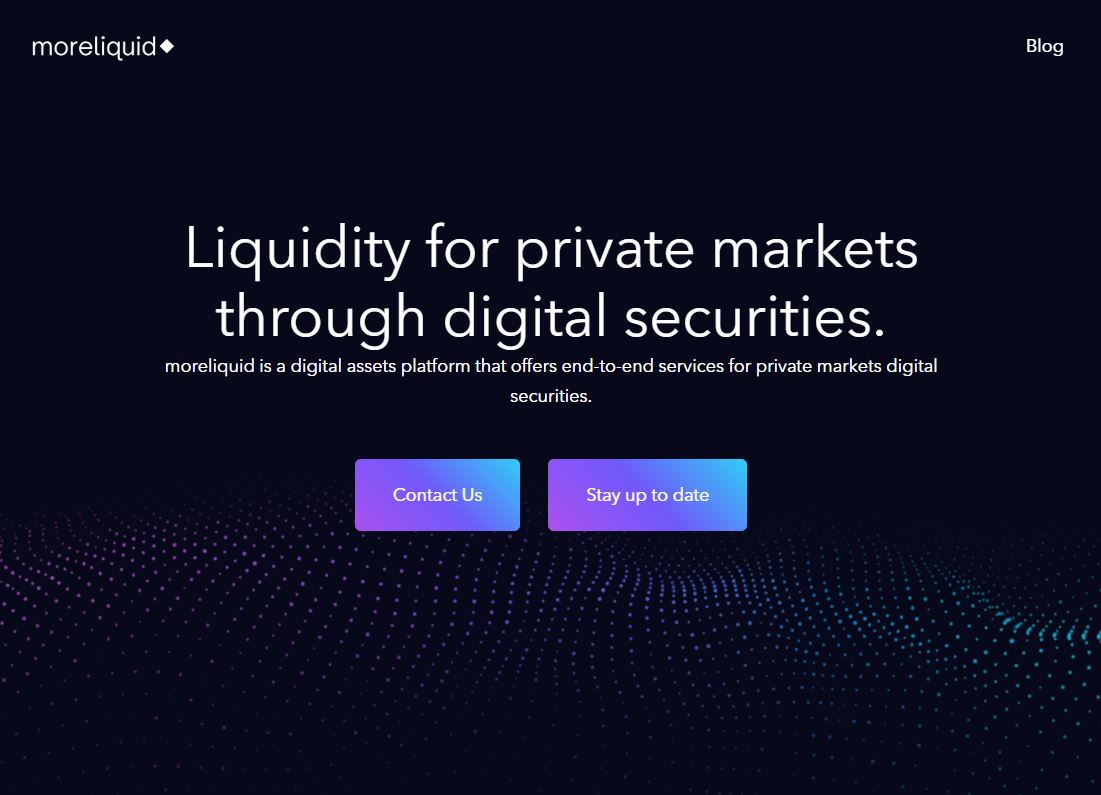 moreliquid
Blog
Liquidity for private markets
through digital securities.
moreliquid is a digital assets platform that offers end-to-end services for private markets digital
securities.
Contact Us
Stay up to date